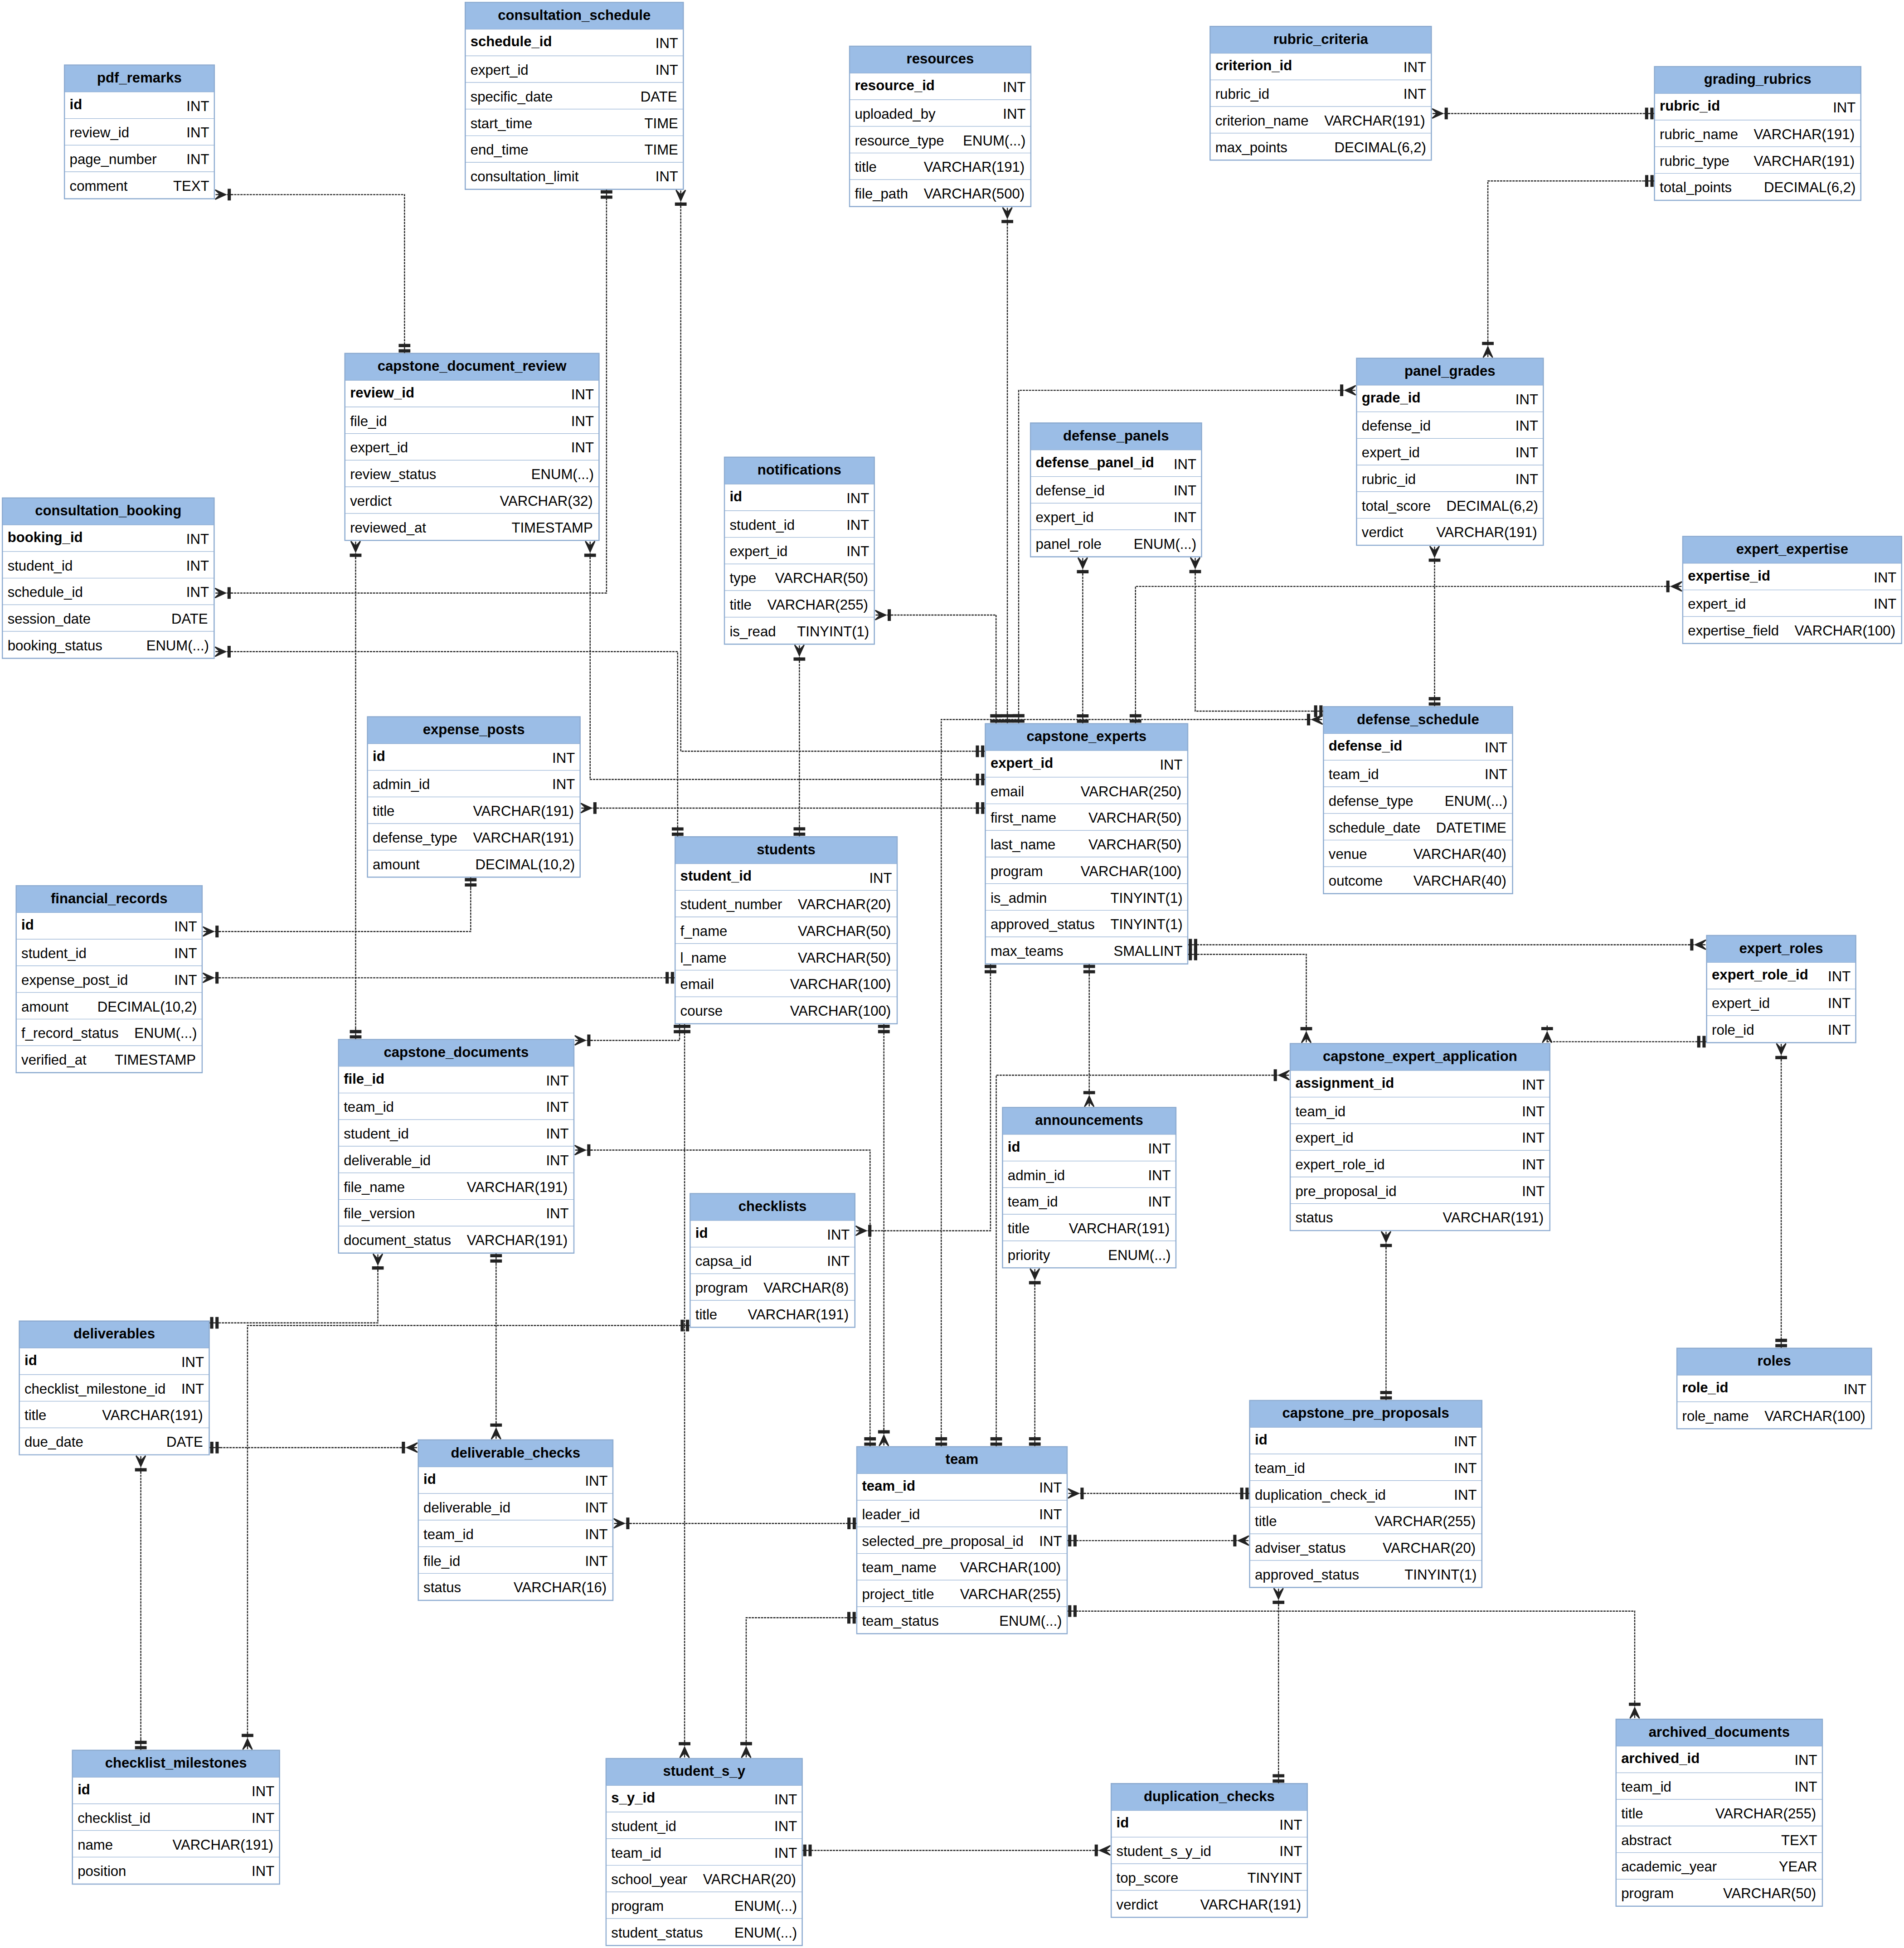 consultation_schedule
schedule_id INT
expert_id INT
specific_date DATE
start_time TIME
end_time TIME
consultation_limit INT
rubric_criteria
criterion_id INT
rubric_id INT
criterion_name VARCHAR(191)
max_points DECIMAL(6,2)
resources
resource_id INT
uploaded_by INT
resource_type ENUM(...)
title VARCHAR(191)
file_path VARCHAR(500)
pdf_remarks
id INT
review_id INT
page_number INT
comment TEXT
grading_rubrics
rubric_id INT
rubric_name VARCHAR(191)
rubric_type VARCHAR(191)
total_points DECIMAL(6,2)
capstone_document_review
review_id INT
file_id INT
expert_id INT
review_status ENUM(...)
verdict VARCHAR(32)
reviewed_at TIMESTAMP
panel_grades
grade_id INT
defense_id INT
expert_id INT
rubric_id INT
total_score DECIMAL(6,2)
verdict VARCHAR(191)
defense_panels
defense_panel_id INT
defense_id INT
expert_id INT
panel_role ENUM(...)
notifications
id INT
student_id INT
expert_id INT
type VARCHAR(50)
title VARCHAR(255)
is_read TINYINT(1)
consultation_booking
booking_id INT
student_id INT
schedule_id INT
session_date DATE
booking_status ENUM(...)
expert_expertise
expertise_id INT
expert_id INT
expertise_field VARCHAR(100)
defense_schedule
defense_id INT
team_id INT
defense_type ENUM(...)
schedule_date DATETIME
venue VARCHAR(40)
outcome VARCHAR(40)
expense_posts
id INT
admin_id INT
title VARCHAR(191)
defense_type VARCHAR(191)
amount DECIMAL(10,2)
capstone_experts
expert_id INT
email VARCHAR(250)
first_name VARCHAR(50)
last_name VARCHAR(50)
program VARCHAR(100)
is_admin TINYINT(1)
approved_status TINYINT(1)
max_teams SMALLINT
students
student_id INT
student_number VARCHAR(20)
f_name VARCHAR(50)
l_name VARCHAR(50)
email VARCHAR(100)
course VARCHAR(100)
financial_records
id INT
student_id INT
expense_post_id INT
amount DECIMAL(10,2)
f_record_status ENUM(...)
verified_at TIMESTAMP
expert_roles
expert_role_id INT
expert_id INT
role_id INT
capstone_documents
file_id INT
team_id INT
student_id INT
deliverable_id INT
file_name VARCHAR(191)
file_version INT
document_status VARCHAR(191)
capstone_expert_application
assignment_id INT
team_id INT
expert_id INT
expert_role_id INT
pre_proposal_id INT
status VARCHAR(191)
announcements
id INT
admin_id INT
team_id INT
title VARCHAR(191)
priority ENUM(...)
checklists
id INT
capsa_id INT
program VARCHAR(8)
title VARCHAR(191)
deliverables
id INT
checklist_milestone_id INT
title VARCHAR(191)
due_date DATE
roles
role_id INT
role_name VARCHAR(100)
capstone_pre_proposals
id INT
team_id INT
duplication_check_id INT
title VARCHAR(255)
adviser_status VARCHAR(20)
approved_status TINYINT(1)
deliverable_checks
id INT
deliverable_id INT
team_id INT
file_id INT
status VARCHAR(16)
team
team_id INT
leader_id INT
selected_pre_proposal_id INT
team_name VARCHAR(100)
project_title VARCHAR(255)
team_status ENUM(...)
archived_documents
archived_id INT
team_id INT
title VARCHAR(255)
abstract TEXT
academic_year YEAR
program VARCHAR(50)
checklist_milestones
id INT
checklist_id INT
name VARCHAR(191)
position INT
student_s_y
s_y_id INT
student_id INT
team_id INT
school_year VARCHAR(20)
program ENUM(...)
student_status ENUM(...)
duplication_checks
id INT
student_s_y_id INT
top_score TINYINT
verdict VARCHAR(191)